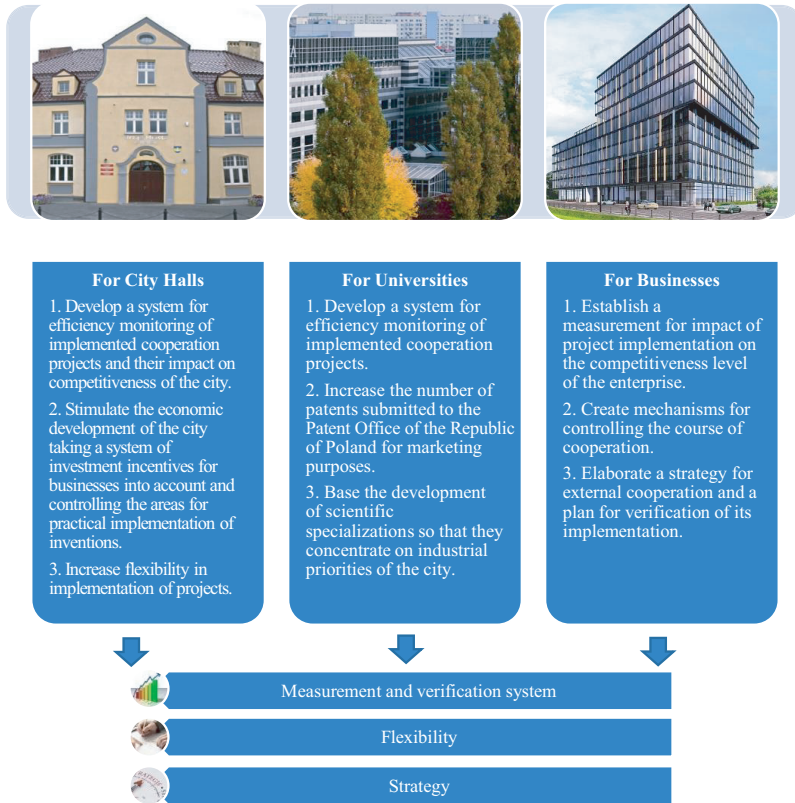 For City Halls
1. Develop a system for
efficiency monitoring of
implemented cooperation
projects and their impact on
competitiveness of the city.
2. Stimulate the economic
development of the city
taking a system of
investment incentives for
businesses into account and
controlling the areas for
practical implementation of
inventions.
3. Increase flexibility in
implementation of projects.
For Universities
1. Develop a system for
efficiency monitoring of
implemented cooperation
projects.
2. Increase the number of
patents submitted to the
Patent Office of the Republic
of Poland for marketing
purposes.
3. Base the development
of scientific
specializations so that they
concentrate on industrial
priorities of the city.
For Businesses
1. Establish a
measurement for impact of
project implementation on
the competitiveness level
of the enterprise.
2. Create mechanisms for
controlling the course of
cooperation.
3. Elaborate a strategy for
external cooperation and a
plan for verification of its
implementation.
Measurement and verification system
Flexibility
Strategy